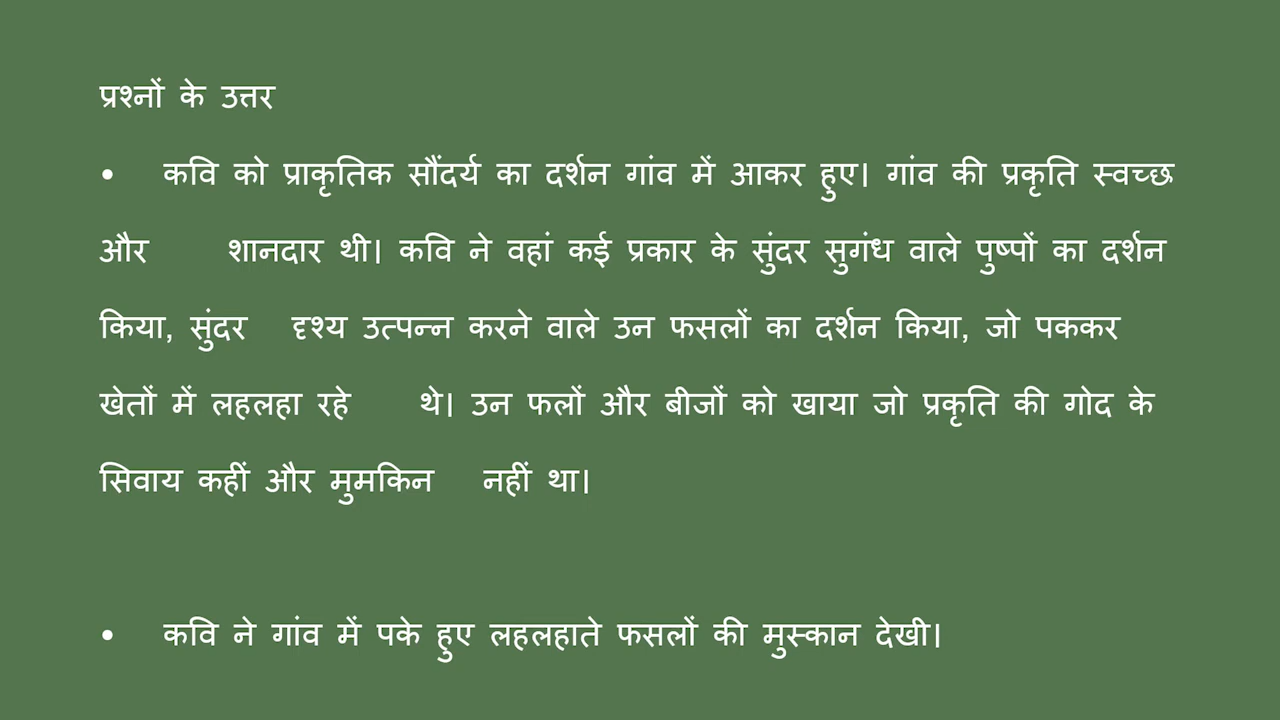 प्रश्नों के उत्तर
• कवि को प्राकृतिक सौंदर्य का दर्शन गांव में आकर हुए। गांव की प्रकृति स्वच्छ
और शानदार थी। कवि ने वहां कई प्रकार के सुंदर सुगंध वाले पुष्पों का दर्शन
किया, सुंदर दृश्य उत्पन्न करने वाले उन फसलों का दर्शन किया, जो पककर
खेतों में लहलहा रहे थे। उन फलों और बीजों को खाया जो प्रकृति की गोद के
सिवाय कहीं और मुमकिन नहीं था।
• कवि ने गांव में पके हुए लहलहाते फसलों की मुस्कान देखी।